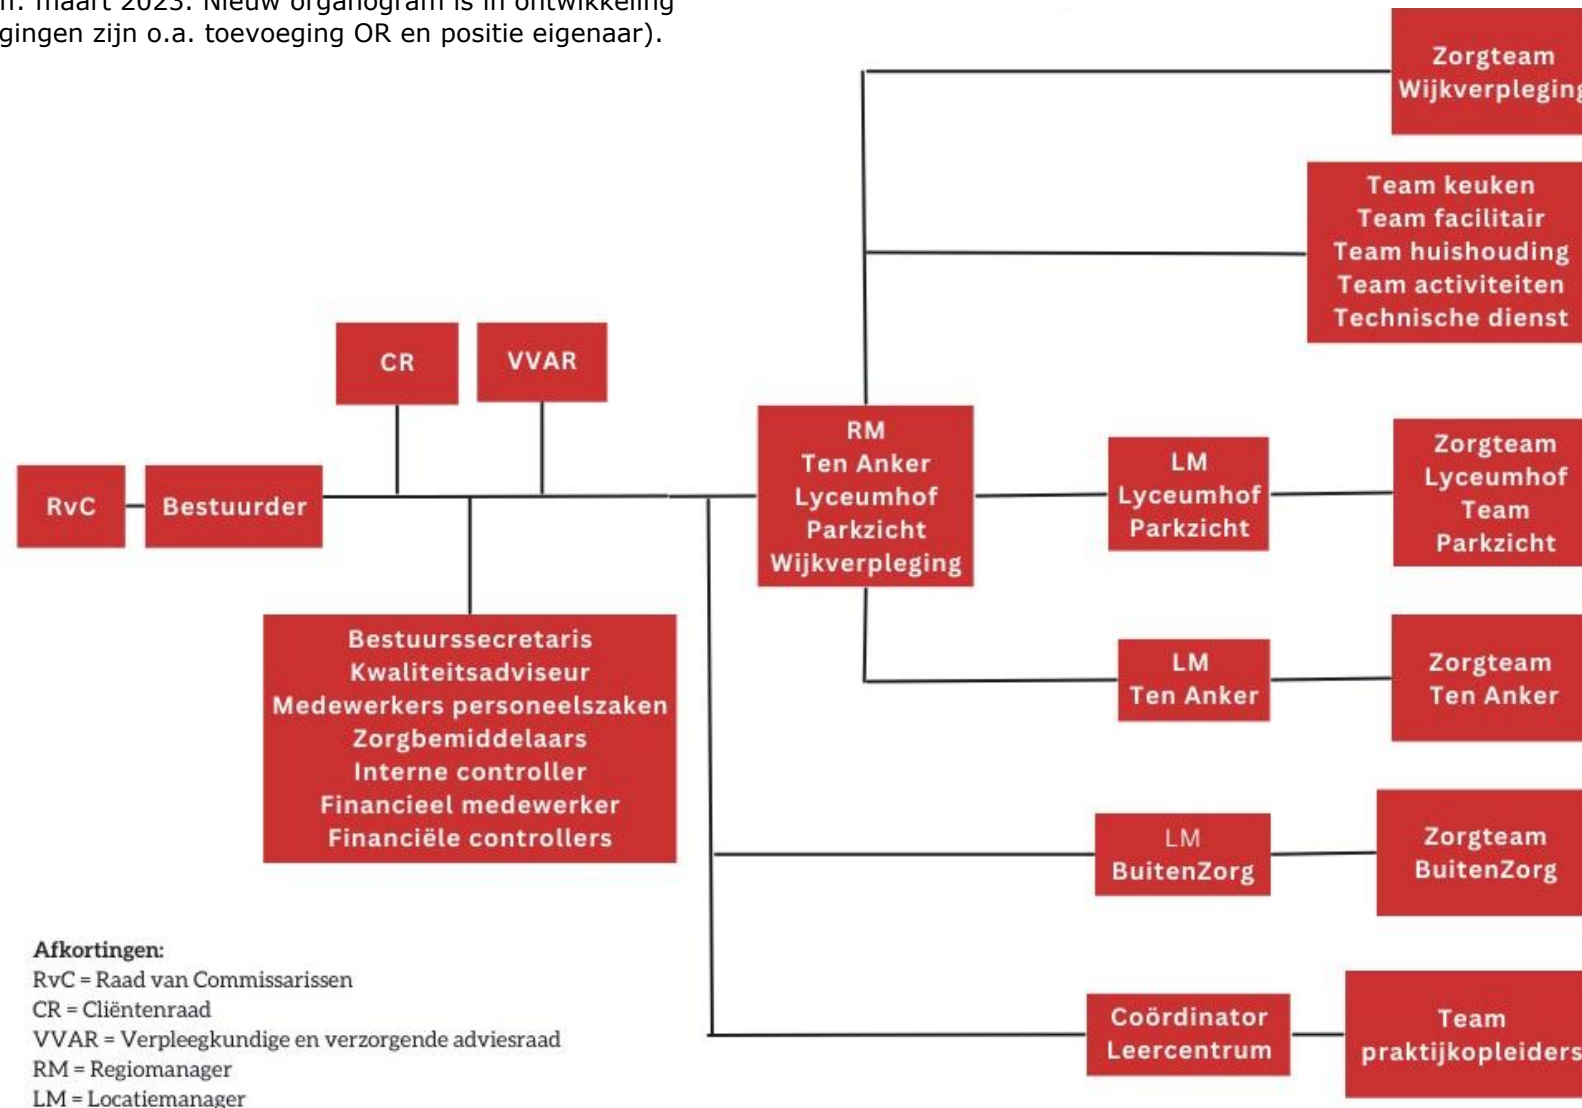 maart 2023. Nieuw organogram is in ontwikkeling
zijn o.a. toevoeging OR en positie eigenaar).
Zorgteam
Wijkverpleging
Team keuken
Team facilitair
Team huishouding
Team activiteiten
Technische dienst
CR
VVAR
RvC
Bestuurder
RM
Ten Anker
Lyceumhof
Parkzicht
Wijkverpleging
LM
Lyceumhof
Parkzicht
Zorgteam
Lyceumhof
Team
Parkzicht
Bestuurssecretaris
Kwaliteitsadviseur
Medewerkers personeelszaken
Zorgbemiddelaars
Interne controller
Financieel medewerker
Financiële controllers
LM
Ten Anker
Zorgteam
Ten Anker
LM
BuitenZorg
Zorgteam
BuitenZorg
Coördinator
Leercentrum
Team
praktijkopleiders
Afkortingen:
RvC = Raad van Commissarissen
CR = Cliëntenraad
VVAR = Verpleegkundige en verzorgende adviesraad
RM = Regiomanager
LM = Locatiemanager